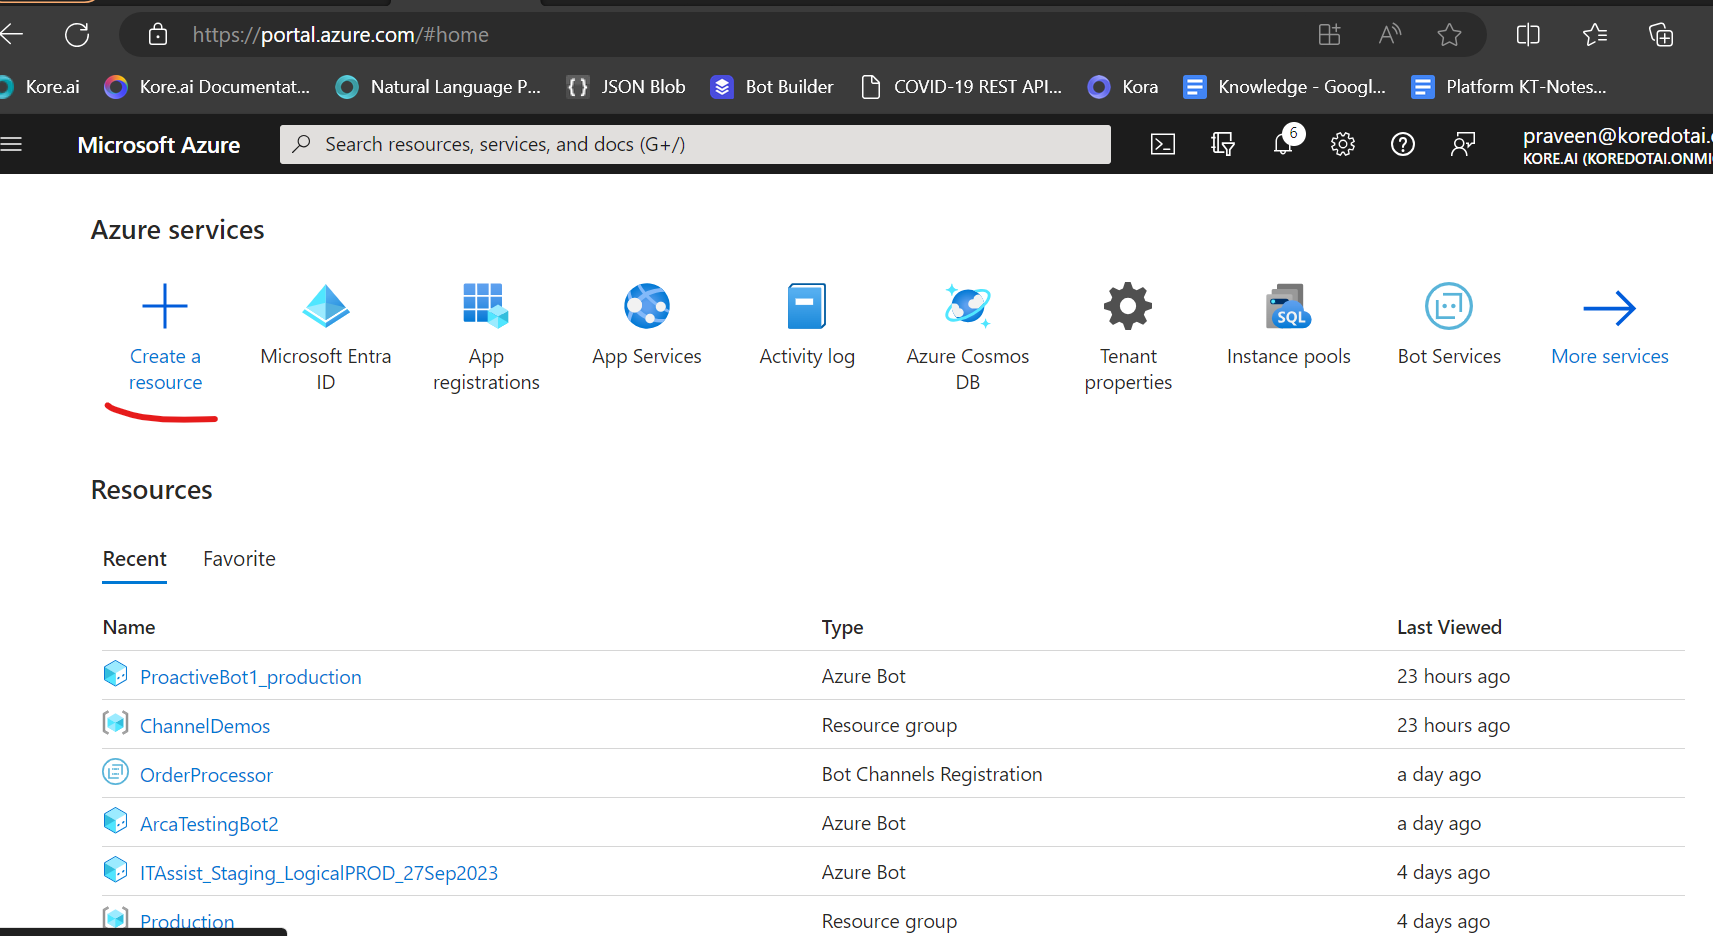 https://portal.azure.com/#home
Kore.ai Kore.ai Documentat... Natural Language P... {} JSON Blob Bot Builder COVID-19 REST API... Kora Knowledge - Googl... Platform KT-Notes...
Microsoft Azure Search resources, services, and docs (G+/) 6 praveen@koredotai.
KORE.AI (KOREDOTAI.ONMI
Azure services
Create a resource
Microsoft Entra ID
App registrations
App Services
Activity log
Azure Cosmos DB
Tenant properties
SQL
Instance pools
Bot Services
More services
Resources
Recent Favorite
Name Type Last Viewed
ProactiveBot1_production Azure Bot 23 hours ago
ChannelDemos Resource group 23 hours ago
OrderProcessor Bot Channels Registration a day ago
ArcaTestingBot2 Azure Bot a day ago
ITAssist_Staging_LogicalPROD_27Sep2023 Azure Bot 4 days ago
Production Resource group 4 days ago